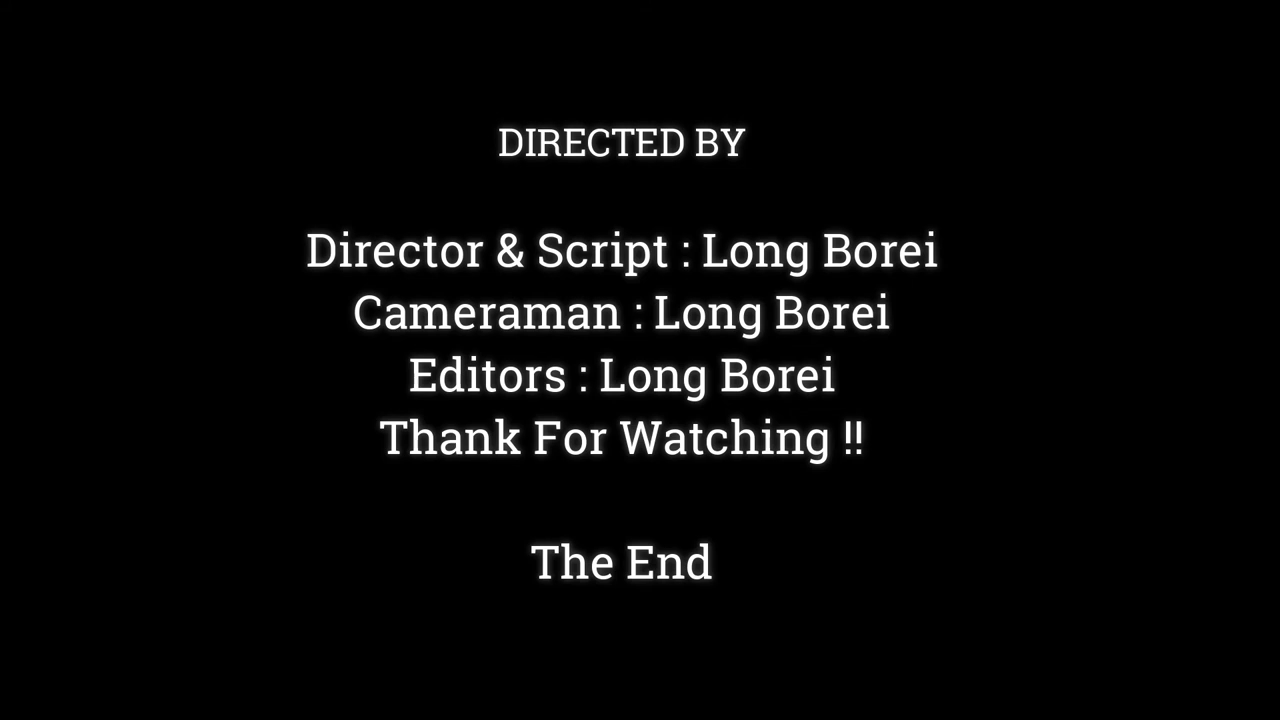 DIRECTED BY
Director & Script : Long Borei
Cameraman : Long Borei
Editors : Long Borei
Thank For Watching !!
The End